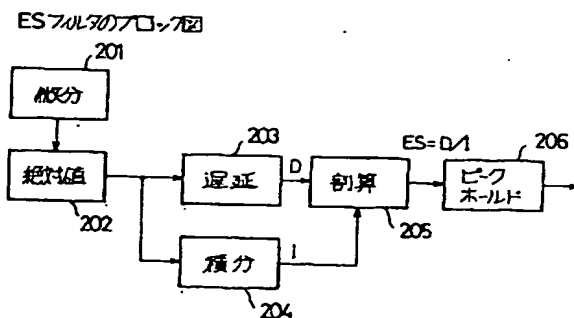 ESフィルタのブロック図
201
微分
202
絶対値
203
遅延
D
204
積分
I
ES=D/I
割算
205
206
ピーク
ホールド